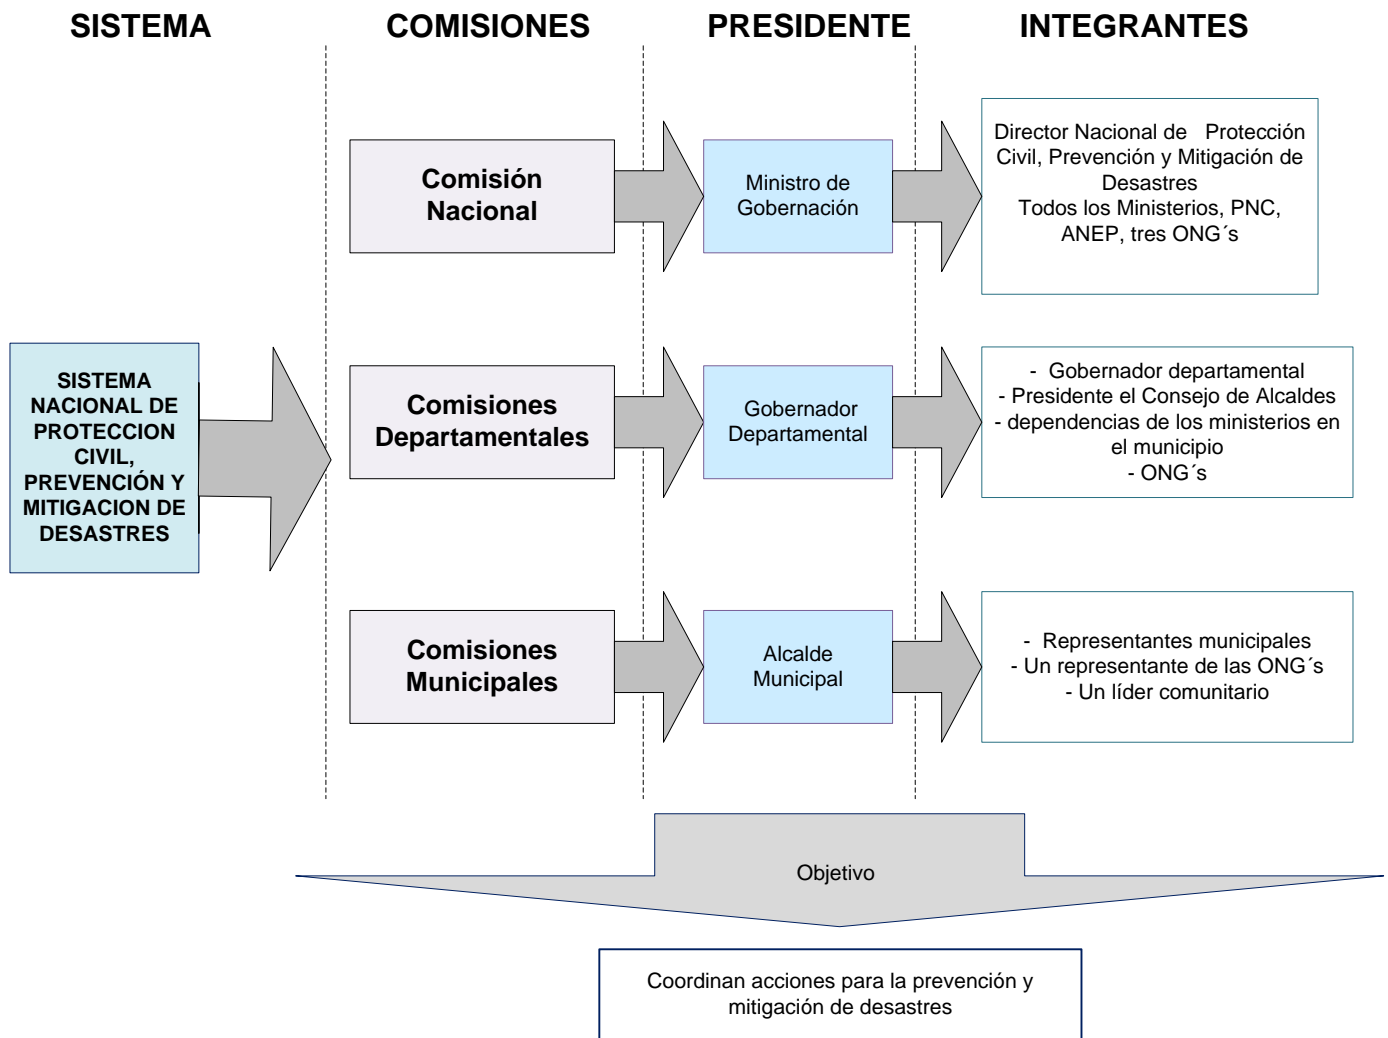 SISTEMA
COMISIONES
PRESIDENTE
INTEGRANTES
SISTEMA
NACIONAL DE
PROTECCION
CIVIL,
PREVENCIÓN Y
MITIGACION DE
DESASTRES
Comisión
Nacional
Ministro de
Gobernación
Director Nacional de Protección
Civil, Prevención y Mitigación de
Desastres
Todos los Ministerios, PNC,
ANEP, tres ONG´s
Comisiones
Departamentales
Gobernador
Departamental
- Gobernador departamental
- Presidente el Consejo de Alcaldes
- dependencias de los ministerios en
el municipio
- ONG´s
Comisiones
Municipales
Alcalde
Municipal
- Representantes municipales
- Un representante de las ONG´s
- Un líder comunitario
Objetivo
Coordinan acciones para la prevención y
mitigación de desastres